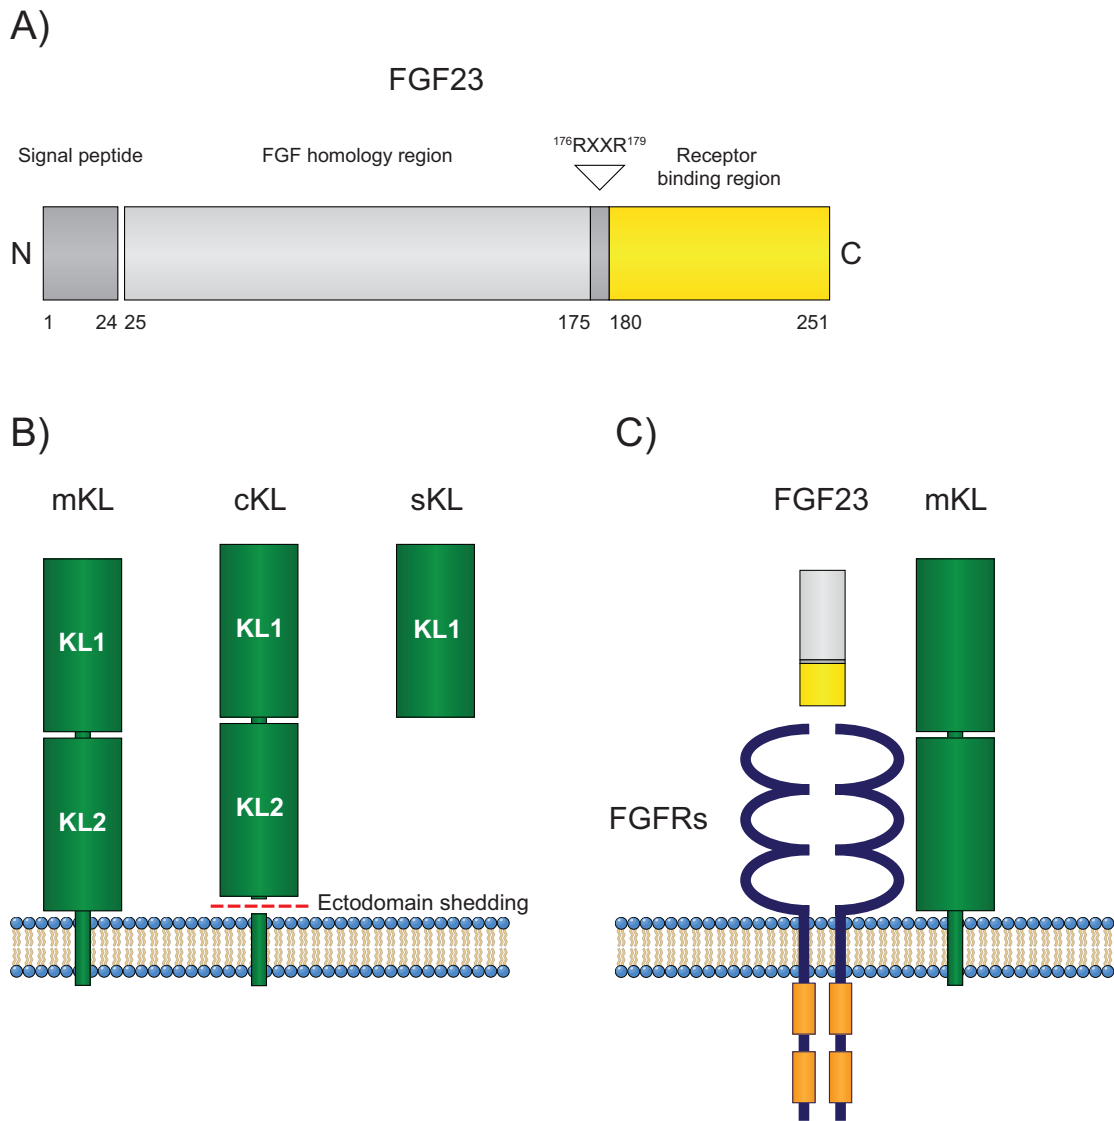 A)
FGF23
Signal peptide
FGF homology region
¹⁷⁶RXXR¹⁷⁹
Receptor
binding region
N
C
1
24
25
175
180
251
B)
mKL
cKL
sKL
KL1
KL1
KL1
KL2
KL2
Ectodomain shedding
C)
FGF23
mKL
FGFRs